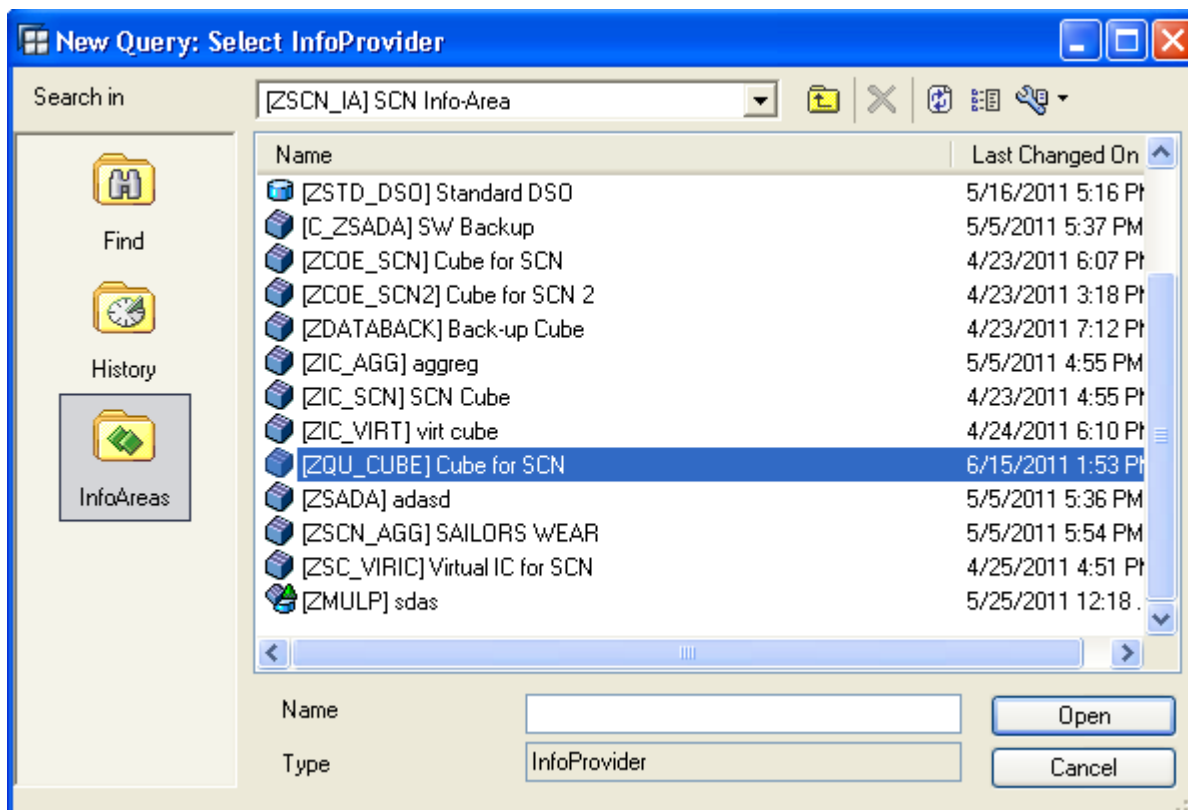 New Query: Select InfoProvider
Search in
[ZSCN_IA] SCN Info-Area
Find
History
InfoAreas
Name Last Changed On
[ZSTD_DSO] Standard DSO 5/16/2011 5:16 PM
[C_ZSADA] SW Backup 5/5/2011 5:37 PM
[ZCOE_SCN] Cube for SCN 4/23/2011 6:07 PM
[ZCOE_SCN2] Cube for SCN 2 4/23/2011 3:18 PM
[ZDATABACK] Back-up Cube 4/23/2011 7:12 PM
[ZIC_AGG] aggreg 5/5/2011 4:55 PM
[ZIC_SCN] SCN Cube 4/23/2011 4:55 PM
[ZIC_VIRT] virt cube 4/24/2011 6:10 PM
[ZQU_CUBE] Cube for SCN 6/15/2011 1:53 PM
[ZSADA] adasd 5/5/2011 5:36 PM
[ZSCN_AGG] SAILORS WEAR 5/5/2011 5:54 PM
[ZSC_VIRIC] Virtual IC for SCN 4/25/2011 4:51 PM
[ZMULP] sdas 5/25/2011 12:18 .
Name
Open
Type
InfoProvider
Cancel